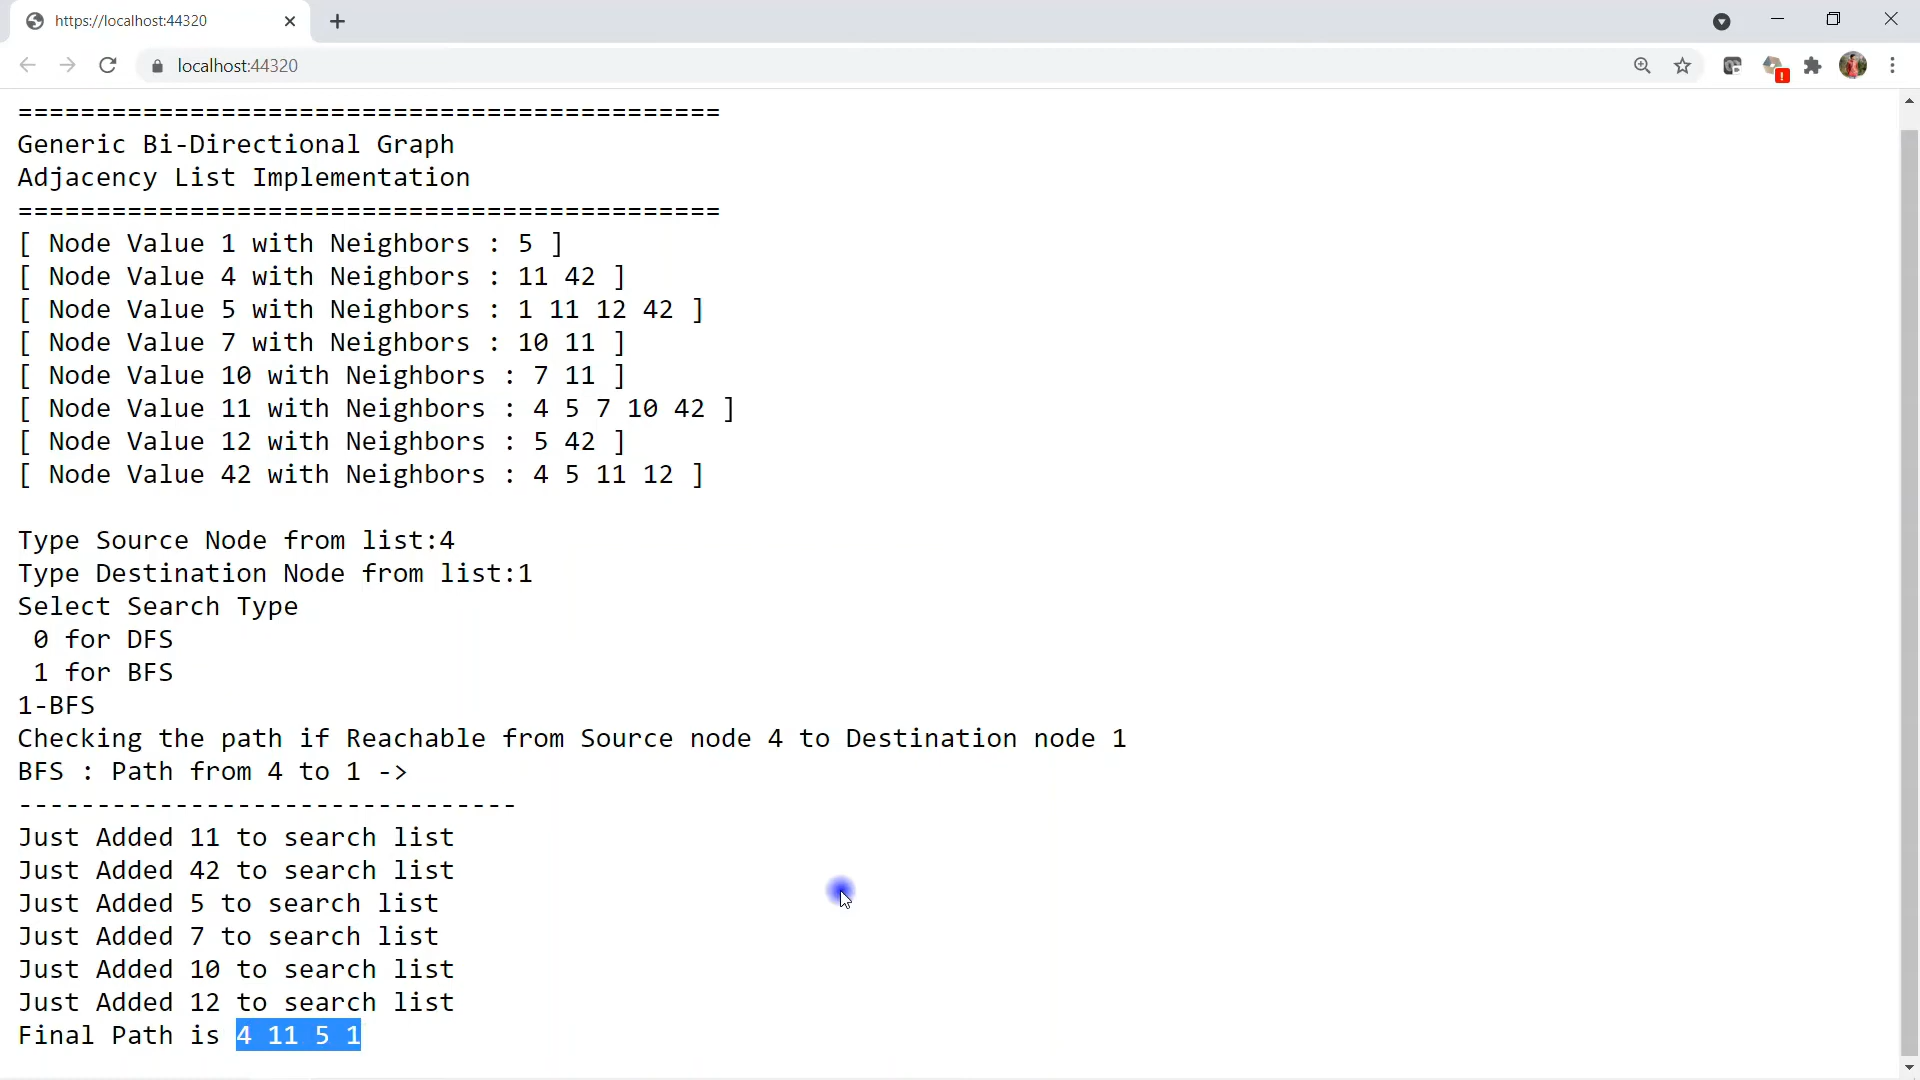 https://localhost:44320
localhost:44320
=============================================
Generic Bi-Directional Graph
Adjacency List Implementation
=============================================
[ Node Value 1 with Neighbors : 5 ]
[ Node Value 4 with Neighbors : 11 42 ]
[ Node Value 5 with Neighbors : 1 11 12 42 ]
[ Node Value 7 with Neighbors : 10 11 ]
[ Node Value 10 with Neighbors : 7 11 ]
[ Node Value 11 with Neighbors : 4 5 7 10 42 ]
[ Node Value 12 with Neighbors : 5 42 ]
[ Node Value 42 with Neighbors : 4 5 11 12 ]
Type Source Node from list:4
Type Destination Node from list:1
Select Search Type
0 for DFS
1 for BFS
1-BFS
Checking the path if Reachable from Source node 4 to Destination node 1
BFS : Path from 4 to 1 ->
--------------------------------
Just Added 11 to search list
Just Added 42 to search list
Just Added 5 to search list
Just Added 7 to search list
Just Added 10 to search list
Just Added 12 to search list
Final Path is 4 11 5 1